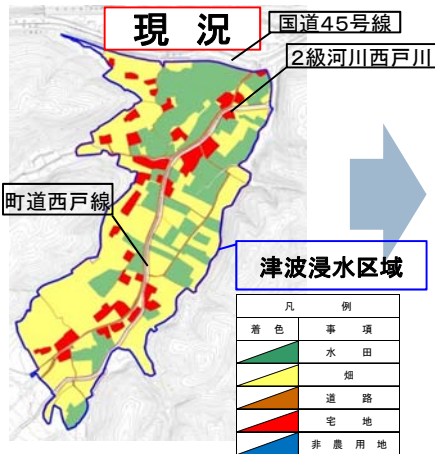 現 況
国道45号線
2級河川西戸川
町道西戸線
津波浸水区域
凡 例
着 色 事 項
水 田
畑
道 路
宅 地
非 農 用 地